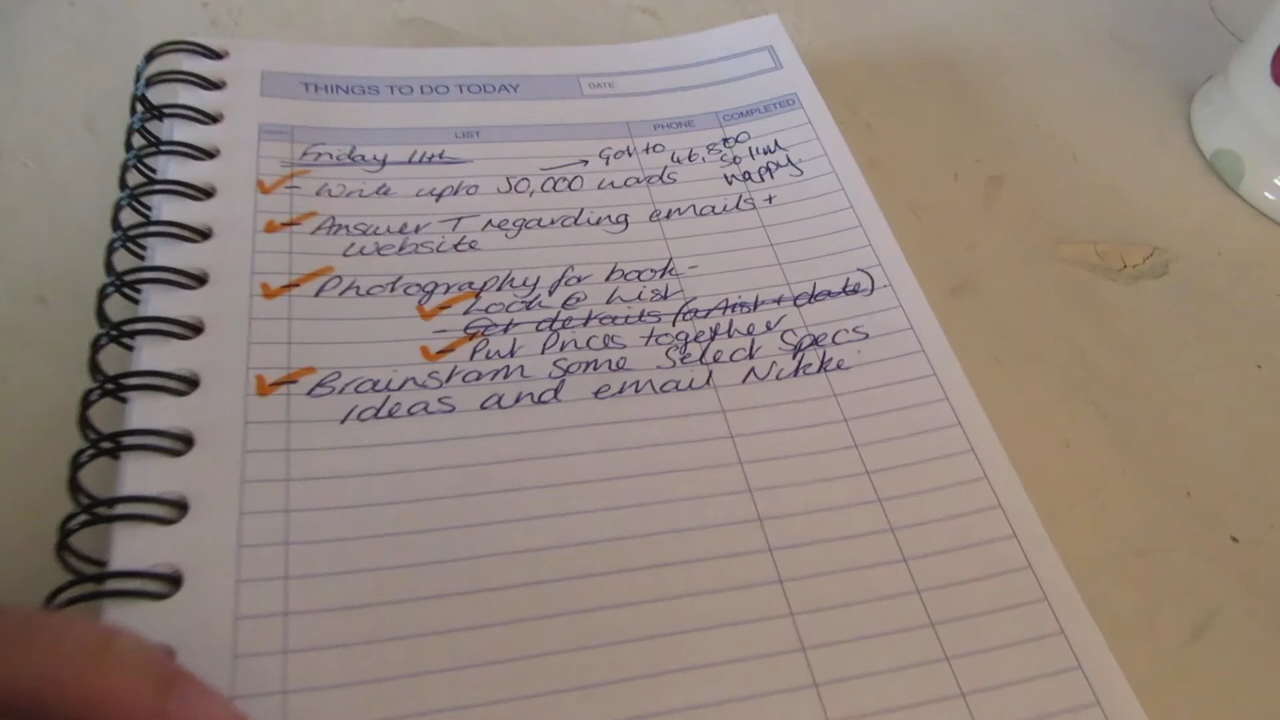 THINGS TO DO TODAY
DATE
LIST PHONE COMPLETED
Friday 11th
→ Got to 46,800
so I'm
happy.
- Write upto 50,000 words
- Answer T regarding emails +
website
- Photography for book -
- Look @ List
- Get details (artist + date).
- Put Prices together
- Brainstorm some Select Specs
ideas and email Nikke.